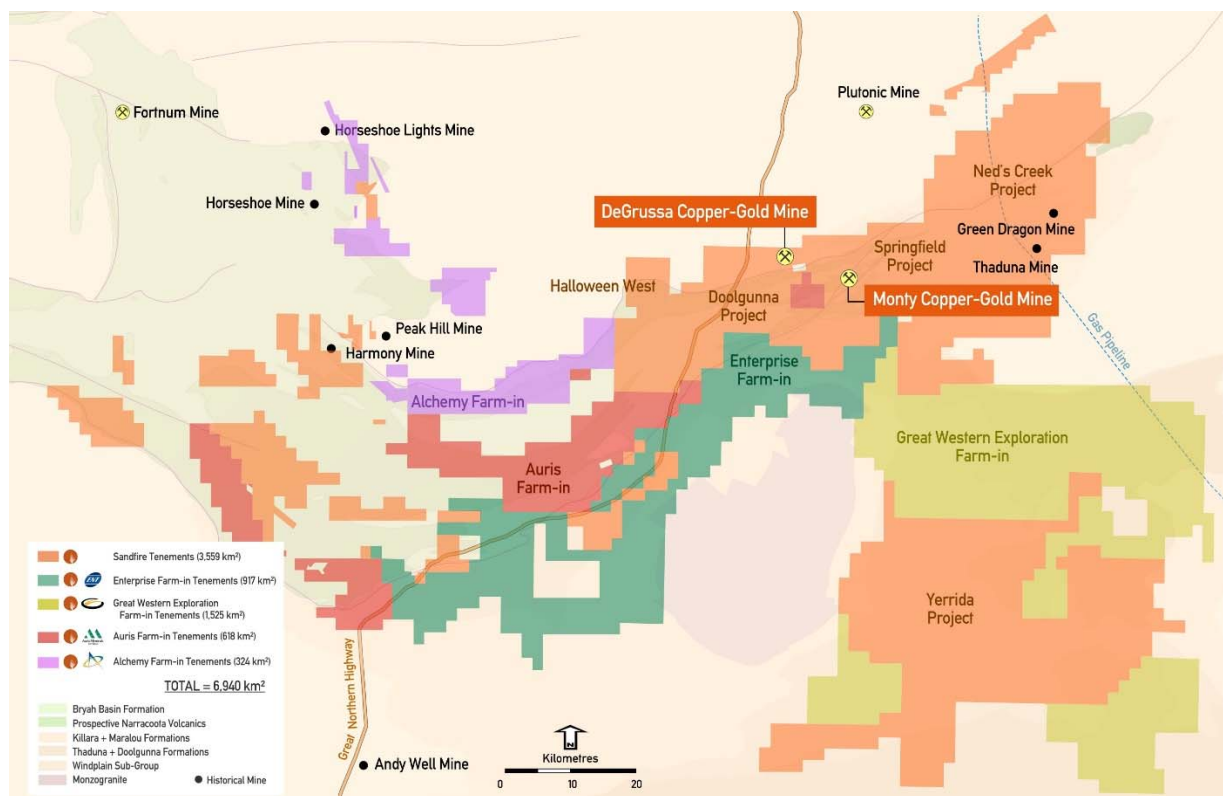 Fortnum Mine
Horseshoe Lights Mine
Plutonic Mine
Horseshoe Mine
Ned's Creek
Project
DeGrussa Copper-Gold Mine
Green Dragon Mine
Springfield
Project
Thaduna Mine
Halloween West
Doolgunna
Project
Monty Copper-Gold Mine
Gas Pipeline
Peak Hill Mine
Harmony Mine
Enterprise
Farm-in
Alchemy Farm-in
Great Western Exploration
Farm-in
Auris
Farm-in
Yerrida
Project
Great Northern Highway
Andy Well Mine
Sandfire Tenements (3,559 km²)
Enterprise Farm-in Tenements (917 km²)
Great Western Exploration
Farm-in Tenements (1,525 km²)
Auris Farm-in Tenements (618 km²)
Alchemy Farm-in Tenements (324 km²)
TOTAL = 6,940 km²
Bryah Basin Formation
Prospective Narracoota Volcanics
Killara + Maralou Formations
Thaduna + Doolgunna Formations
Windplain Sub-Group
Monzogranite
Historical Mine
N
Kilometres
0 10 20